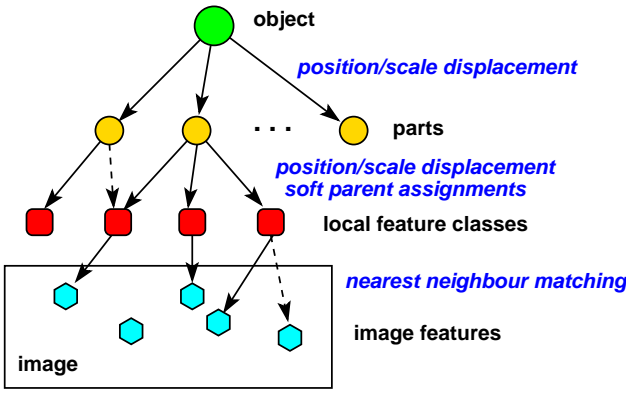 object
position/scale displacement
. . .
parts
position/scale displacement
soft parent assignments
local feature classes
nearest neighbour matching
image features
image